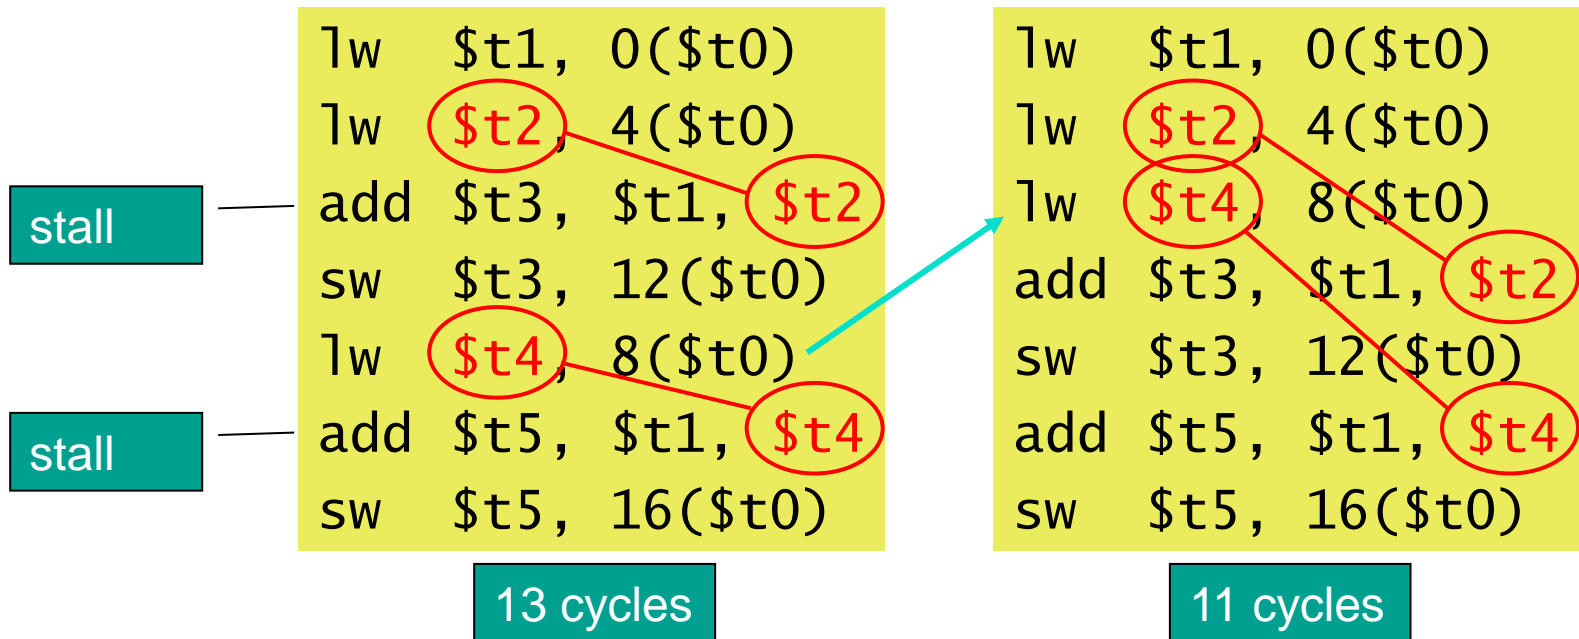 lw $t1, 0($t0)
lw $t2, 4($t0)
stall
add $t3, $t1, $t2
sw $t3, 12($t0)
lw $t4, 8($t0)
stall
add $t5, $t1, $t4
sw $t5, 16($t0)
13 cycles
lw $t1, 0($t0)
lw $t2, 4($t0)
lw $t4, 8($t0)
add $t3, $t1, $t2
sw $t3, 12($t0)
add $t5, $t1, $t4
sw $t5, 16($t0)
11 cycles